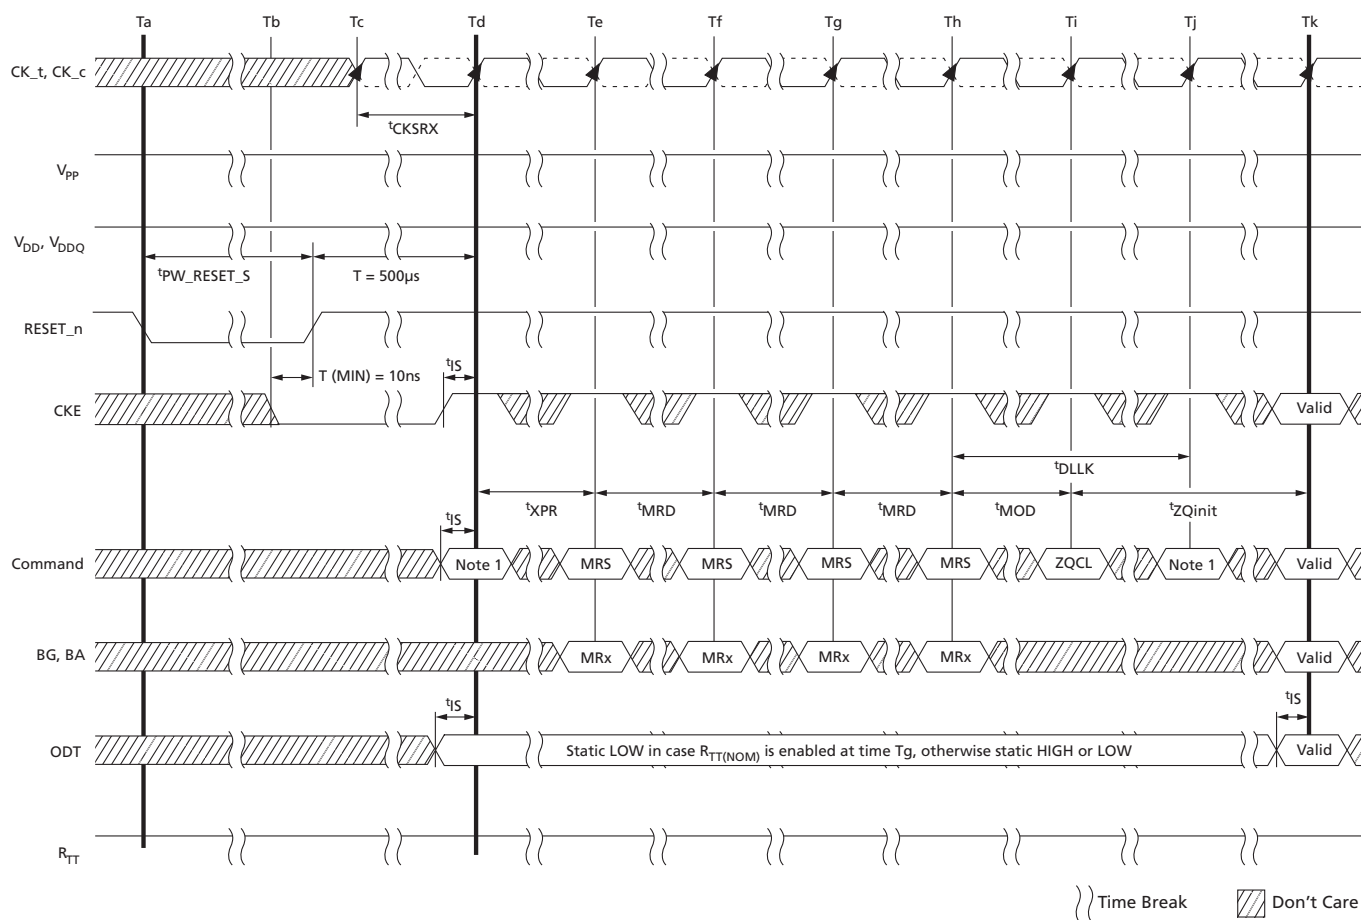 Ta Tb Tc Td Te Tf Tg Th Ti Tj Tk
CK_t, CK_c
tCKSRX
VPP
VDD, VDDQ
tPW_RESET_S T = 500µs
RESET_n
T (MIN) = 10ns tIS
CKE Valid
tDLLK
tXPR tMRD tMRD tMRD tMOD tZQinit
tIS
Command Note 1 MRS MRS MRS MRS ZQCL Note 1 Valid
BG, BA MRx MRx MRx MRx Valid
tIS tIS
ODT Static LOW in case RTT(NOM) is enabled at time Tg, otherwise static HIGH or LOW Valid
RTT
Time Break Don't Care